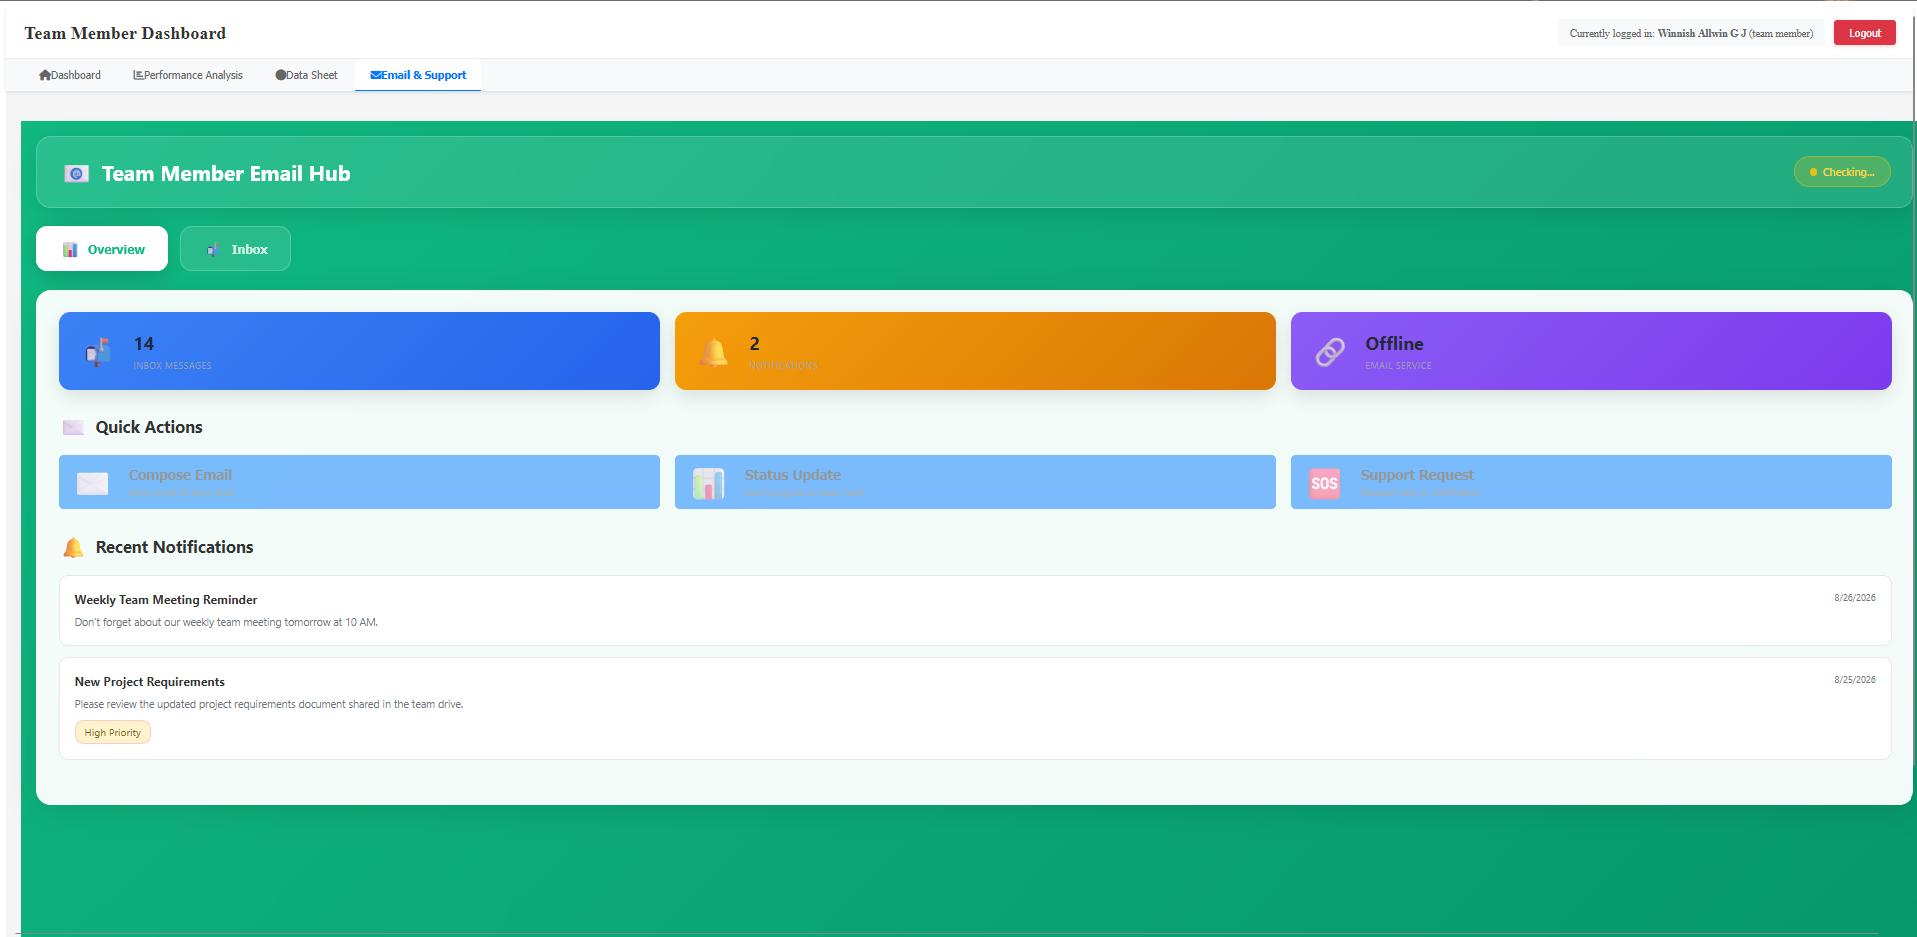 Team Member Dashboard
Currently logged in: Winnish Allwin G J (team member)
Logout
Dashboard
Performance Analysis
Data Sheet
Email & Support
Team Member Email Hub
Checking...
Overview
Inbox
14
INBOX MESSAGES
2
NOTIFICATIONS
Offline
EMAIL SERVICE
Quick Actions
Compose Email
Status Update
SOS
Support Request
Recent Notifications
Weekly Team Meeting Reminder
8/26/2026
Don't forget about our weekly team meeting tomorrow at 10 AM.
New Project Requirements
8/25/2026
Please review the updated project requirements document shared in the team drive.
High Priority